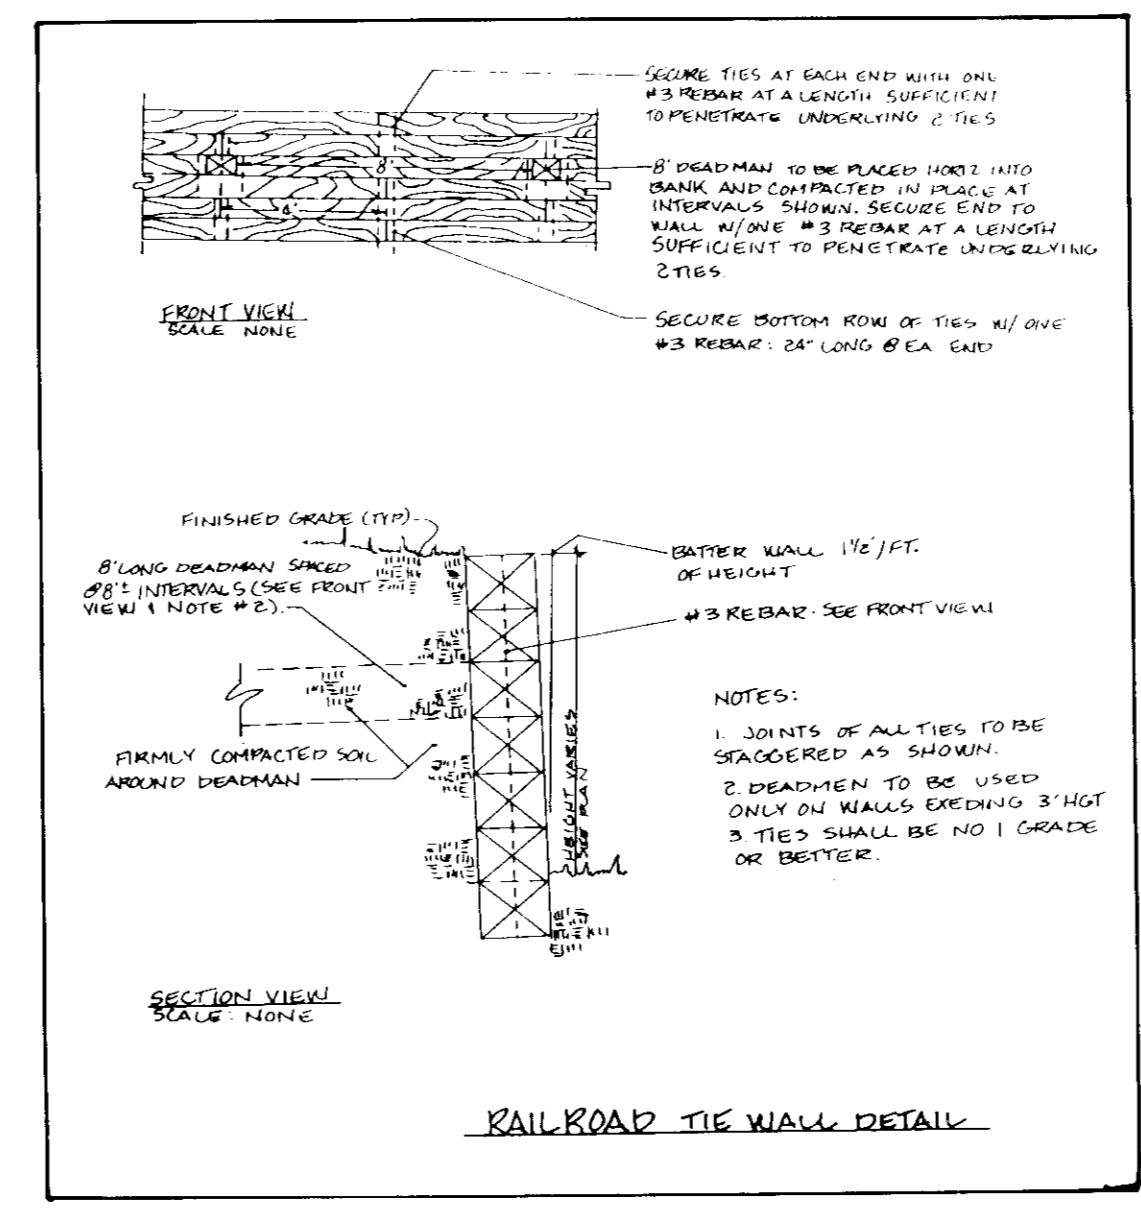 SECURE TIES AT EACH END WITH ONE
#3 REBAR AT A LENGTH SUFFICIENT
TO PENETRATE UNDERLYING 2 TIES
8' DEADMAN TO BE PLACED HORIZ INTO
BANK AND COMPACTED IN PLACE AT
INTERVALS SHOWN. SECURE END TO
WALL W/ONE #3 REBAR AT A LENGTH
SUFFICIENT TO PENETRATE UNDERLYING
2 TIES.
8'
4'
SECURE BOTTOM ROW OF TIES W/ ONE
#3 REBAR: 24" LONG @ EA END
FRONT VIEW
SCALE NONE
FINISHED GRADE (TYP)
8' LONG DEADMAN SPACED
@8'± INTERVALS (SEE FRONT
VIEW & NOTE #2).
BATTER WALL 1½"/FT.
OF HEIGHT
#3 REBAR. SEE FRONT VIEW
FIRMLY COMPACTED SOIL
AROUND DEADMAN
HEIGHT VARIES
SEE PLAN
NOTES:
1. JOINTS OF ALL TIES TO BE
STAGGERED AS SHOWN.
2. DEADMEN TO BE USED
ONLY ON WALLS EXEDING 3' HGT
3. TIES SHALL BE NO 1 GRADE
OR BETTER.
SECTION VIEW
SCALE: NONE
RAILROAD TIE WALL DETAIL